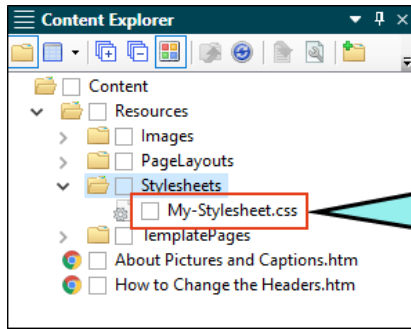 Content Explorer
Content
Resources
Images
PageLayouts
Stylesheets
My-Stylesheet.css
TemplatePages
About Pictures and Captions.htm
How to Change the Headers.htm